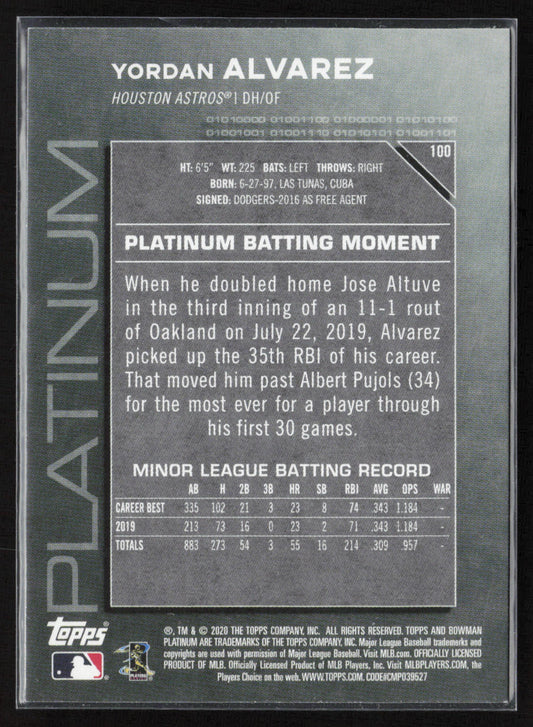 YORDAN ALVAREZ
HOUSTON ASTROS® | DH/OF
01010000 01001100 01000001 01010100
01001001 01001110 01010101 01001101
100
PLATINUM
HT: 6'5" WT: 225 BATS: LEFT THROWS: RIGHT
BORN: 6-27-97, LAS TUNAS, CUBA
SIGNED: DODGERS-2016 AS FREE AGENT
PLATINUM BATTING MOMENT
When he doubled home Jose Altuve
in the third inning of an 11-1 rout
of Oakland on July 22, 2019, Alvarez
picked up the 35th RBI of his career.
That moved him past Albert Pujols (34)
for the most ever for a player through
his first 30 games.
MINOR LEAGUE BATTING RECORD
AB H 2B 3B HR SB RBI AVG OPS WAR
CAREER BEST 335 102 21 3 23 8 74 .343 1.184 -
2019 213 73 16 0 23 2 71 .343 1.184 -
TOTALS 883 273 54 3 55 16 214 .309 .957 -
Topps
®, TM & © 2020 THE TOPPS COMPANY, INC. ALL RIGHTS RESERVED. TOPPS AND BOWMAN
PLATINUM ARE TRADEMARKS OF THE TOPPS COMPANY, INC. Major League Baseball trademarks and
copyrights are used with permission of Major League Baseball. Visit MLB.com. OFFICIALLY LICENSED
PRODUCT OF MLB. Officially Licensed Product of MLB Players, Inc. Visit MLBPLAYERS.COM, the
Players Choice on the web. WWW.TOPPS.COM. CODE#CMP039527